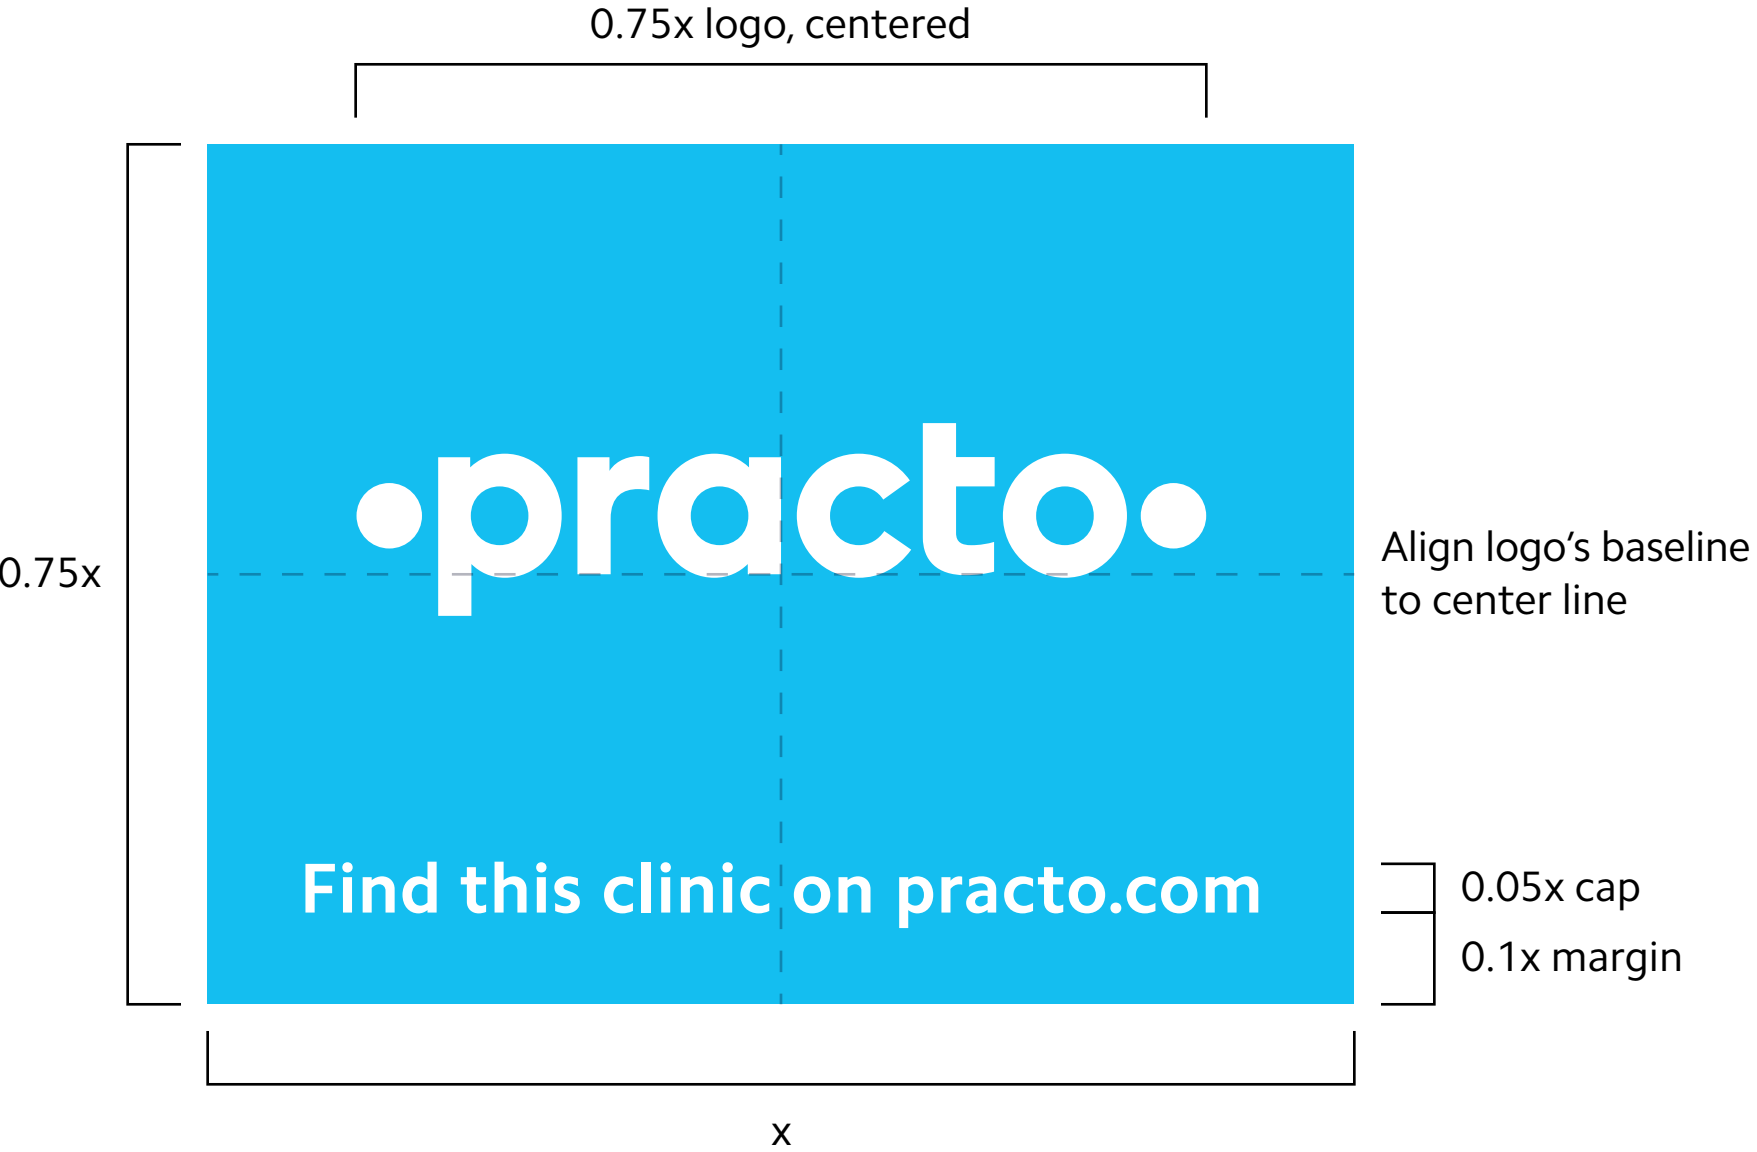 0.75x logo, centered
•practo•
0.75x
Align logo’s baseline
to center line
Find this clinic on practo.com
0.05x cap
0.1x margin
x